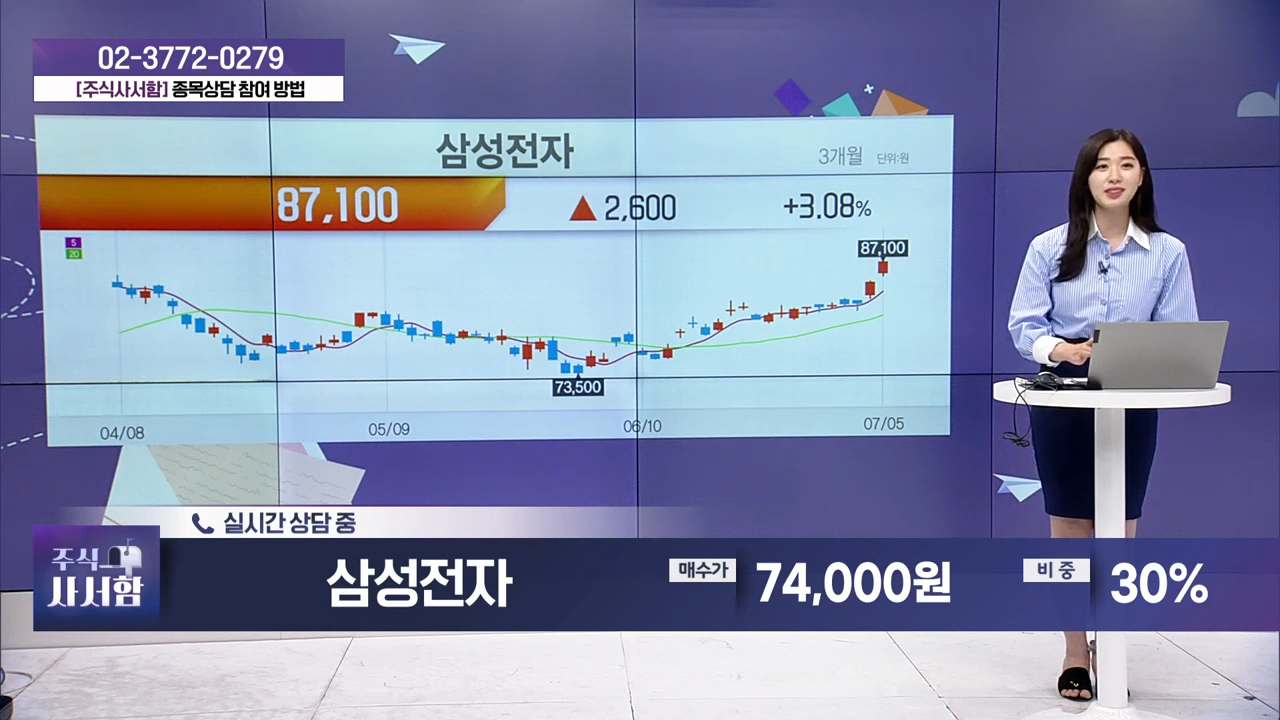 02-3772-0279
[주식사서함] 종목상담 참여 방법
삼성전자
3개월 단위:원
87,100 ▲ 2,600 +3.08%
5
20
87,100
73,500
04/08 05/09 06/10 07/05
실시간 상담 중
주식
사서함
삼성전자 매수가 74,000원 비중 30%